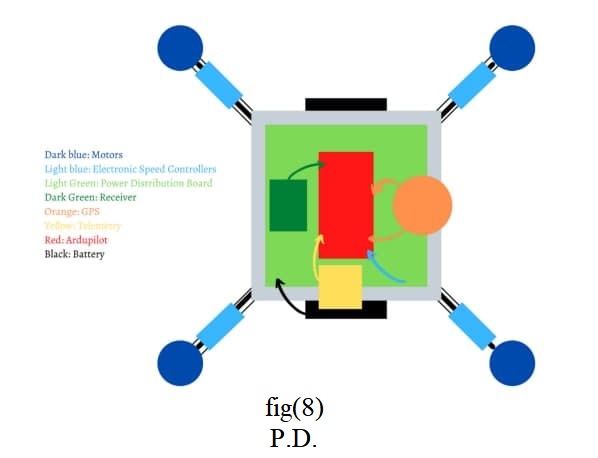 Dark blue: Motors
Light blue: Electronic Speed Controllers
Light Green: Power Distribution Board
Dark Green: Receiver
Orange: GPS
Yellow: Telemetry
Red: Ardupilot
Black: Battery
fig(8)
P.D.